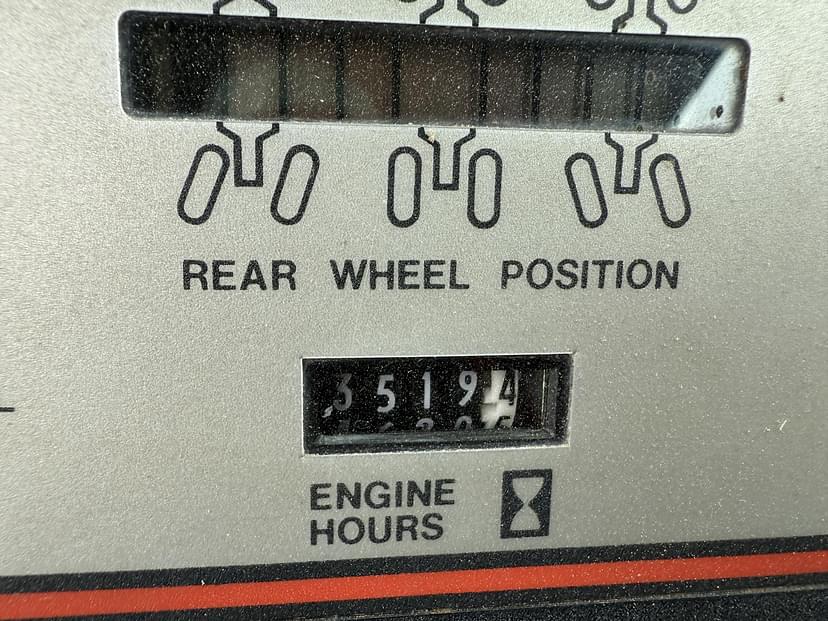 REAR WHEEL POSITION
35194
ENGINE
HOURS